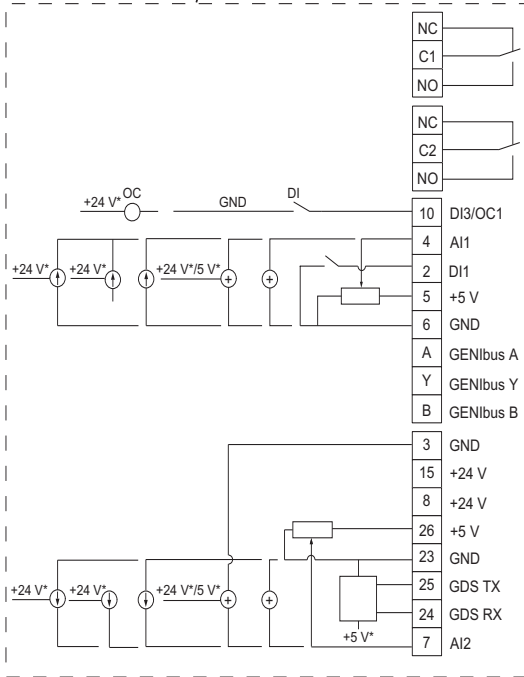 NC
C1
NO
NC
C2
NO
+24 V* OC GND DI 10 DI3/OC1
4 AI1
+24 V* +24 V* +24 V*/5 V* 2 DI1
5 +5 V
6 GND
A GENIbus A
Y GENIbus Y
B GENIbus B
3 GND
15 +24 V
8 +24 V
26 +5 V
23 GND
+24 V* +24 V* +24 V*/5 V* 25 GDS TX
24 GDS RX
+5 V* 7 AI2